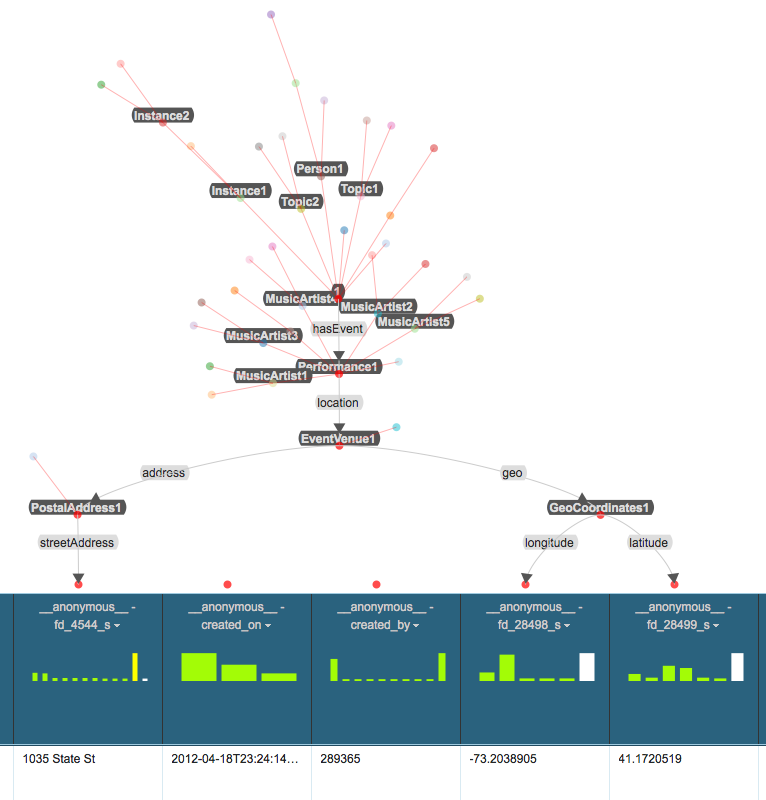 Instance2
Person1
Instance1
Topic1
Topic2
1
MusicArtist4
MusicArtist2
MusicArtist5
hasEvent
MusicArtist3
Performance1
MusicArtist1
location
EventVenue1
address
geo
PostalAddress1
GeoCoordinates1
streetAddress
longitude
latitude
__anonymous__ -
fd_4544_s
__anonymous__ -
created_on
__anonymous__ -
created_by
__anonymous__ -
fd_28498_s
__anonymous__ -
fd_28499_s
1035 State St
2012-04-18T23:24:14…
289365
-73.2038905
41.1720519